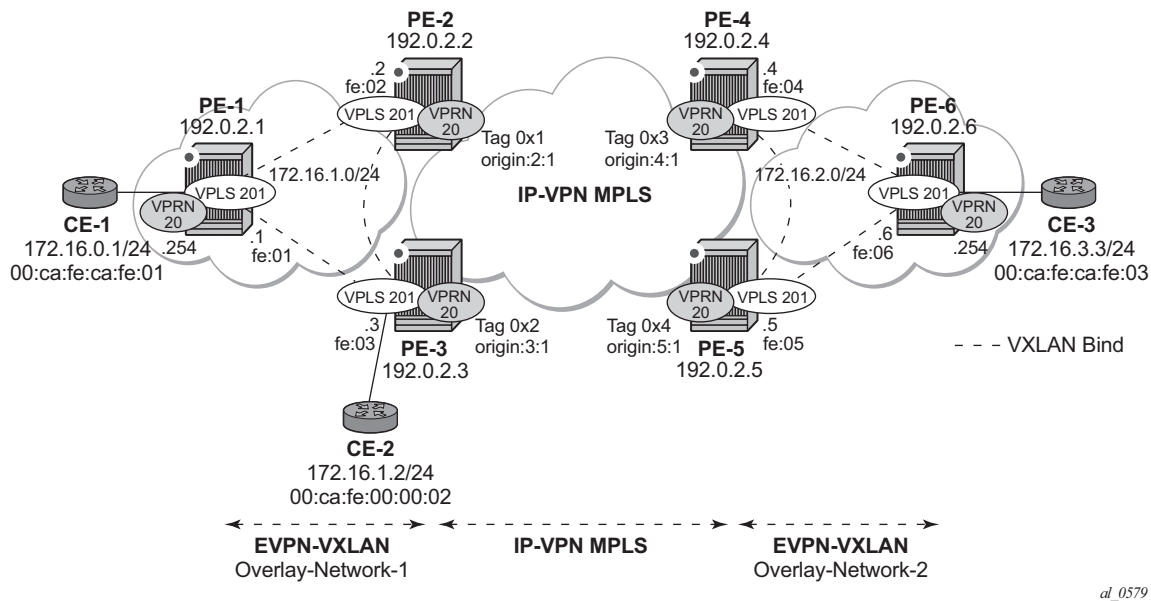 PE-2
192.0.2.2
.2
fe:02
VPLS 201
VPRN
20
Tag 0x1
origin:2:1
PE-4
192.0.2.4
.4
fe:04
VPLS 201
VPRN
20
Tag 0x3
origin:4:1
PE-1
192.0.2.1
VPLS 201
VPRN
20
.1
fe:01
.254
172.16.1.0/24
CE-1
172.16.0.1/24
00:ca:fe:ca:fe:01
IP-VPN MPLS
172.16.2.0/24
PE-6
192.0.2.6
VPLS 201
VPRN
20
.6
fe:06
.254
CE-3
172.16.3.3/24
00:ca:fe:ca:fe:03
VPLS 201
VPRN
20
.3
fe:03
Tag 0x2
origin:3:1
PE-3
192.0.2.3
VPLS 201
VPRN
20
.5
fe:05
Tag 0x4
origin:5:1
PE-5
192.0.2.5
- - - VXLAN Bind
CE-2
172.16.1.2/24
00:ca:fe:00:00:02
EVPN-VXLAN
Overlay-Network-1
IP-VPN MPLS
EVPN-VXLAN
Overlay-Network-2
al_0579